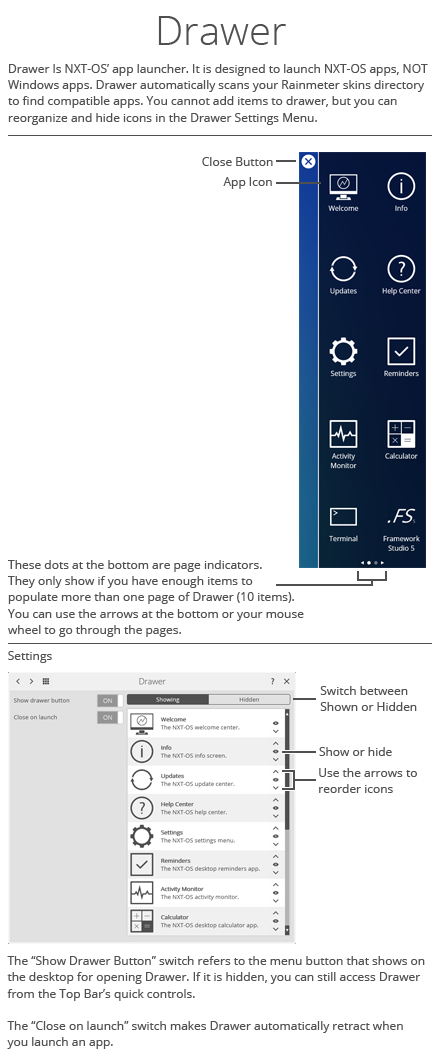 Drawer
Drawer Is NXT-OS’ app launcher. It is designed to launch NXT-OS apps, NOT
Windows apps. Drawer automatically scans your Rainmeter skins directory
to find compatible apps. You cannot add items to drawer, but you can
reorganize and hide icons in the Drawer Settings Menu.
Close Button
App Icon
Welcome
Info
Updates
Help Center
Settings
Reminders
Activity
Monitor
Calculator
Terminal
.FS
Framework
Studio 5
These dots at the bottom are page indicators.
They only show if you have enough items to
populate more than one page of Drawer (10 items).
You can use the arrows at the bottom or your mouse
wheel to go through the pages.
Settings
Drawer
?
Show drawer button
ON
Close on launch
ON
Showing
Hidden
Welcome
The NXT-OS welcome center.
Info
The NXT-OS info screen.
Updates
The NXT-OS update center.
Help Center
The NXT-OS help center.
Settings
The NXT-OS settings menu.
Reminders
The NXT-OS desktop reminders app.
Activity Monitor
The NXT-OS activity monitor.
Calculator
The NXT-OS desktop calculator app.
Switch between
Shown or Hidden
Show or hide
Use the arrows to
reorder icons
The “Show Drawer Button” switch refers to the menu button that shows on
the desktop for opening Drawer. If it is hidden, you can still access Drawer
from the Top Bar’s quick controls.
The “Close on launch” switch makes Drawer automatically retract when
you launch an app.